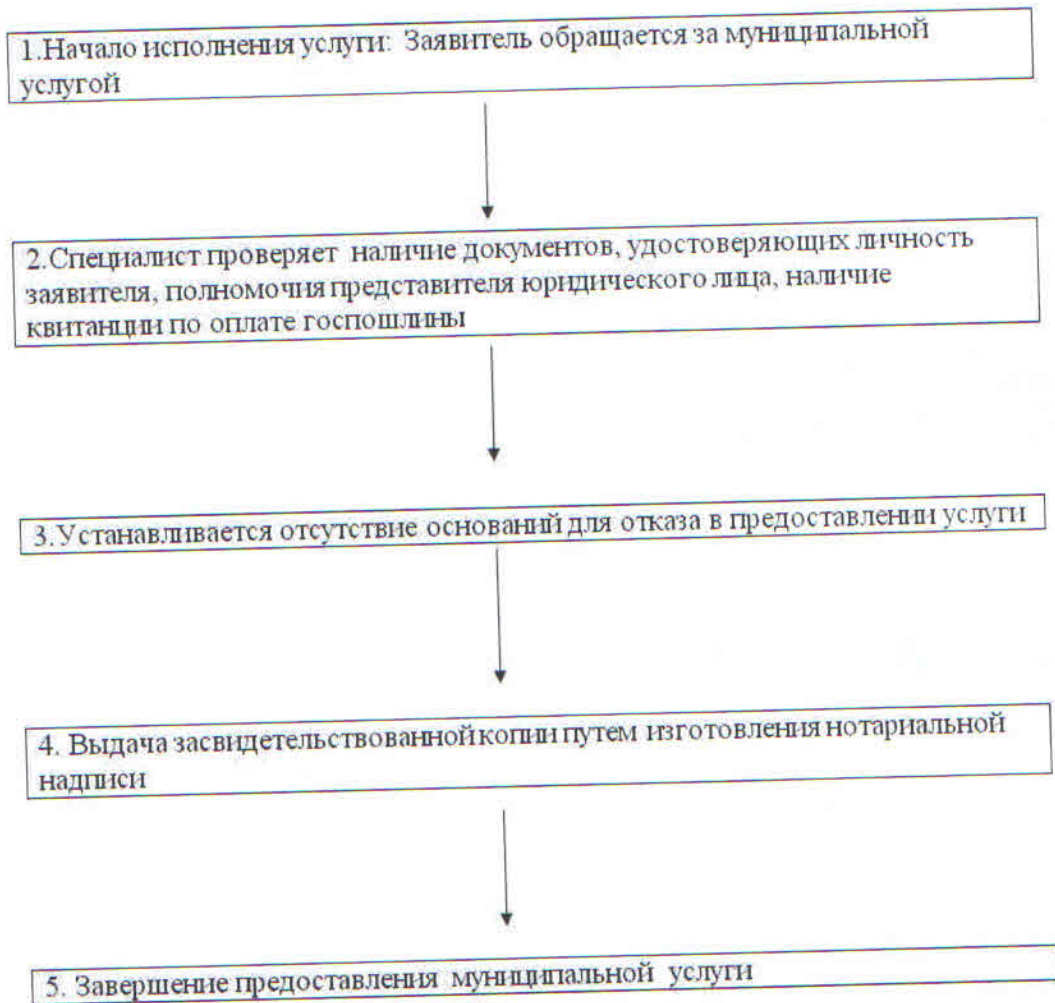 1.Начало исполнения услуги: Заявитель обращается за муниципальной
услугой
2.Специалист проверяет наличие документов, удостоверяющих личность
заявителя, полномочия представителя юридического лица, наличие
квитанции по оплате госпошлины
3.Устанавливается отсутствие оснований для отказа в предоставлении услуги
4. Выдача засвидетельствованной копии путем изготовления нотариальной
надписи
5. Завершение предоставления муниципальной услуги